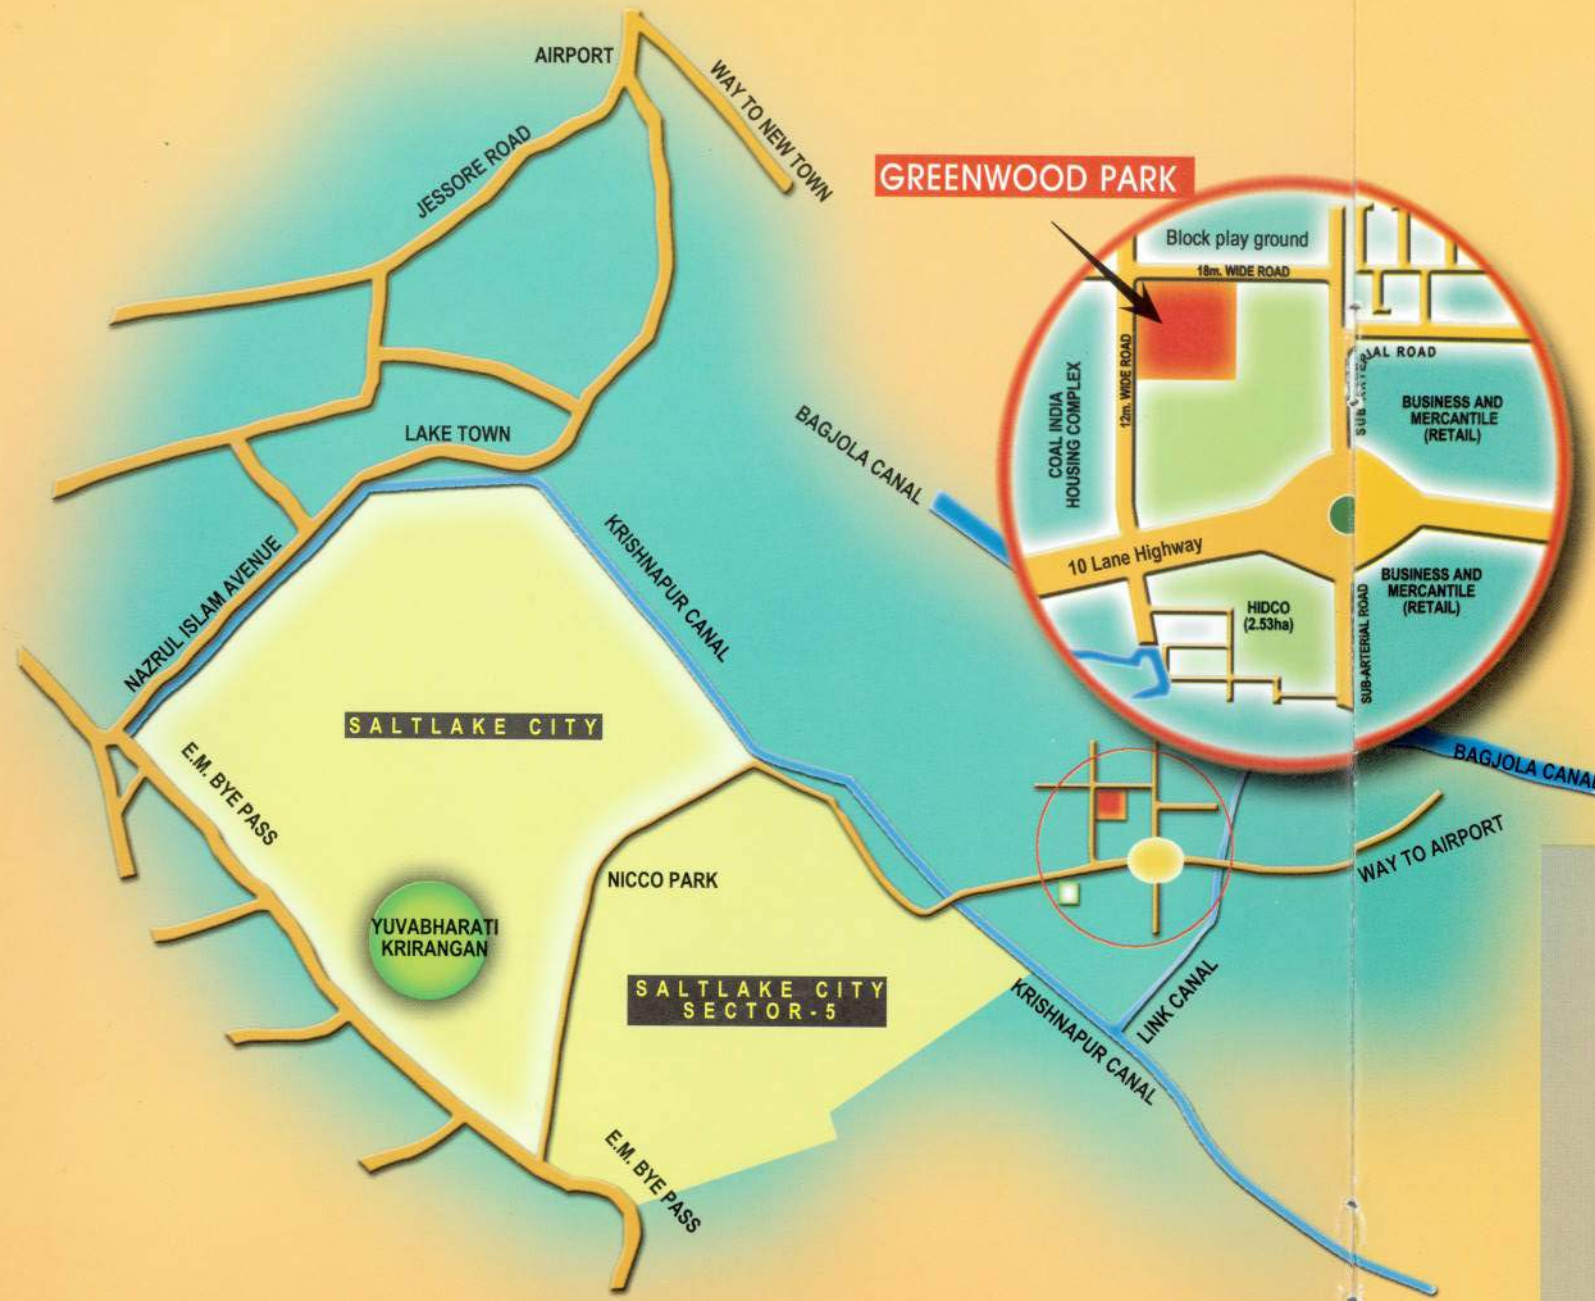 AIRPORT
WAY TO NEW TOWN
JESSORE ROAD
GREENWOOD PARK
Block play ground
18m. WIDE ROAD
12m. WIDE ROAD
COAL INDIA
HOUSING COMPLEX
AL ROAD
SUB
BUSINESS AND
MERCANTILE
(RETAIL)
10 Lane Highway
HIDCO
(2.53ha)
SUB-ARTERIAL ROAD
BUSINESS AND
MERCANTILE
(RETAIL)
LAKE TOWN
BAGJOLA CANAL
NAZRUL ISLAM AVENUE
KRISHNAPUR CANAL
SALTLAKE CITY
E.M. BYE PASS
BAGJOLA CANAL
WAY TO AIRPORT
NICCO PARK
YUVABHARATI
KRIRANGAN
SALTLAKE CITY
SECTOR-5
KRISHNAPUR CANAL
LINK CANAL
E.M. BYE PASS